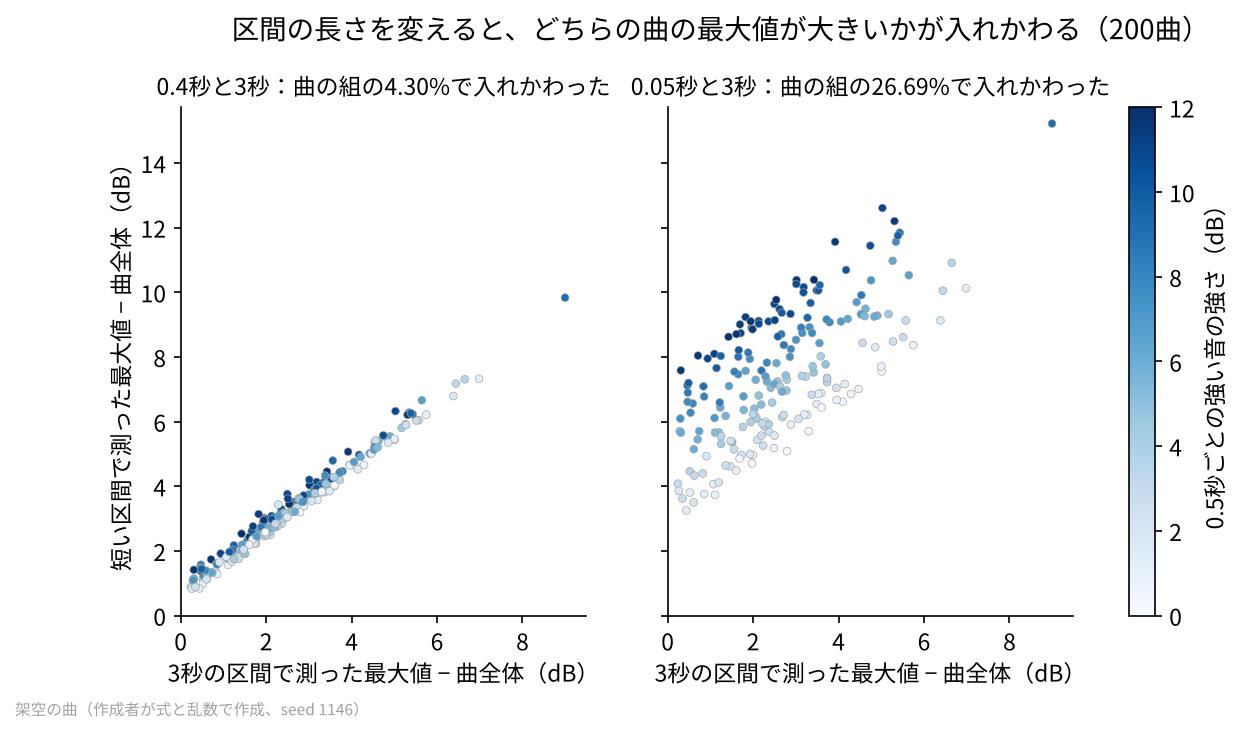 区間の長さを変えると、どちらの曲の最大値が大きいかが入れかわる（200曲）
0.4秒と3秒：曲の組の4.30%で入れかわった
0.05秒と3秒：曲の組の26.69%で入れかわった
短い区間で測った最大値 − 曲全体（dB）
14
12
10
8
6
4
2
0
0 2 4 6 8
3秒の区間で測った最大値 − 曲全体（dB）
0 2 4 6 8
3秒の区間で測った最大値 − 曲全体（dB）
12
10
8
6
4
2
0
0.5秒ごとの強い音の強さ（dB）
架空の曲（作成者が式と乱数で作成、seed 1146）